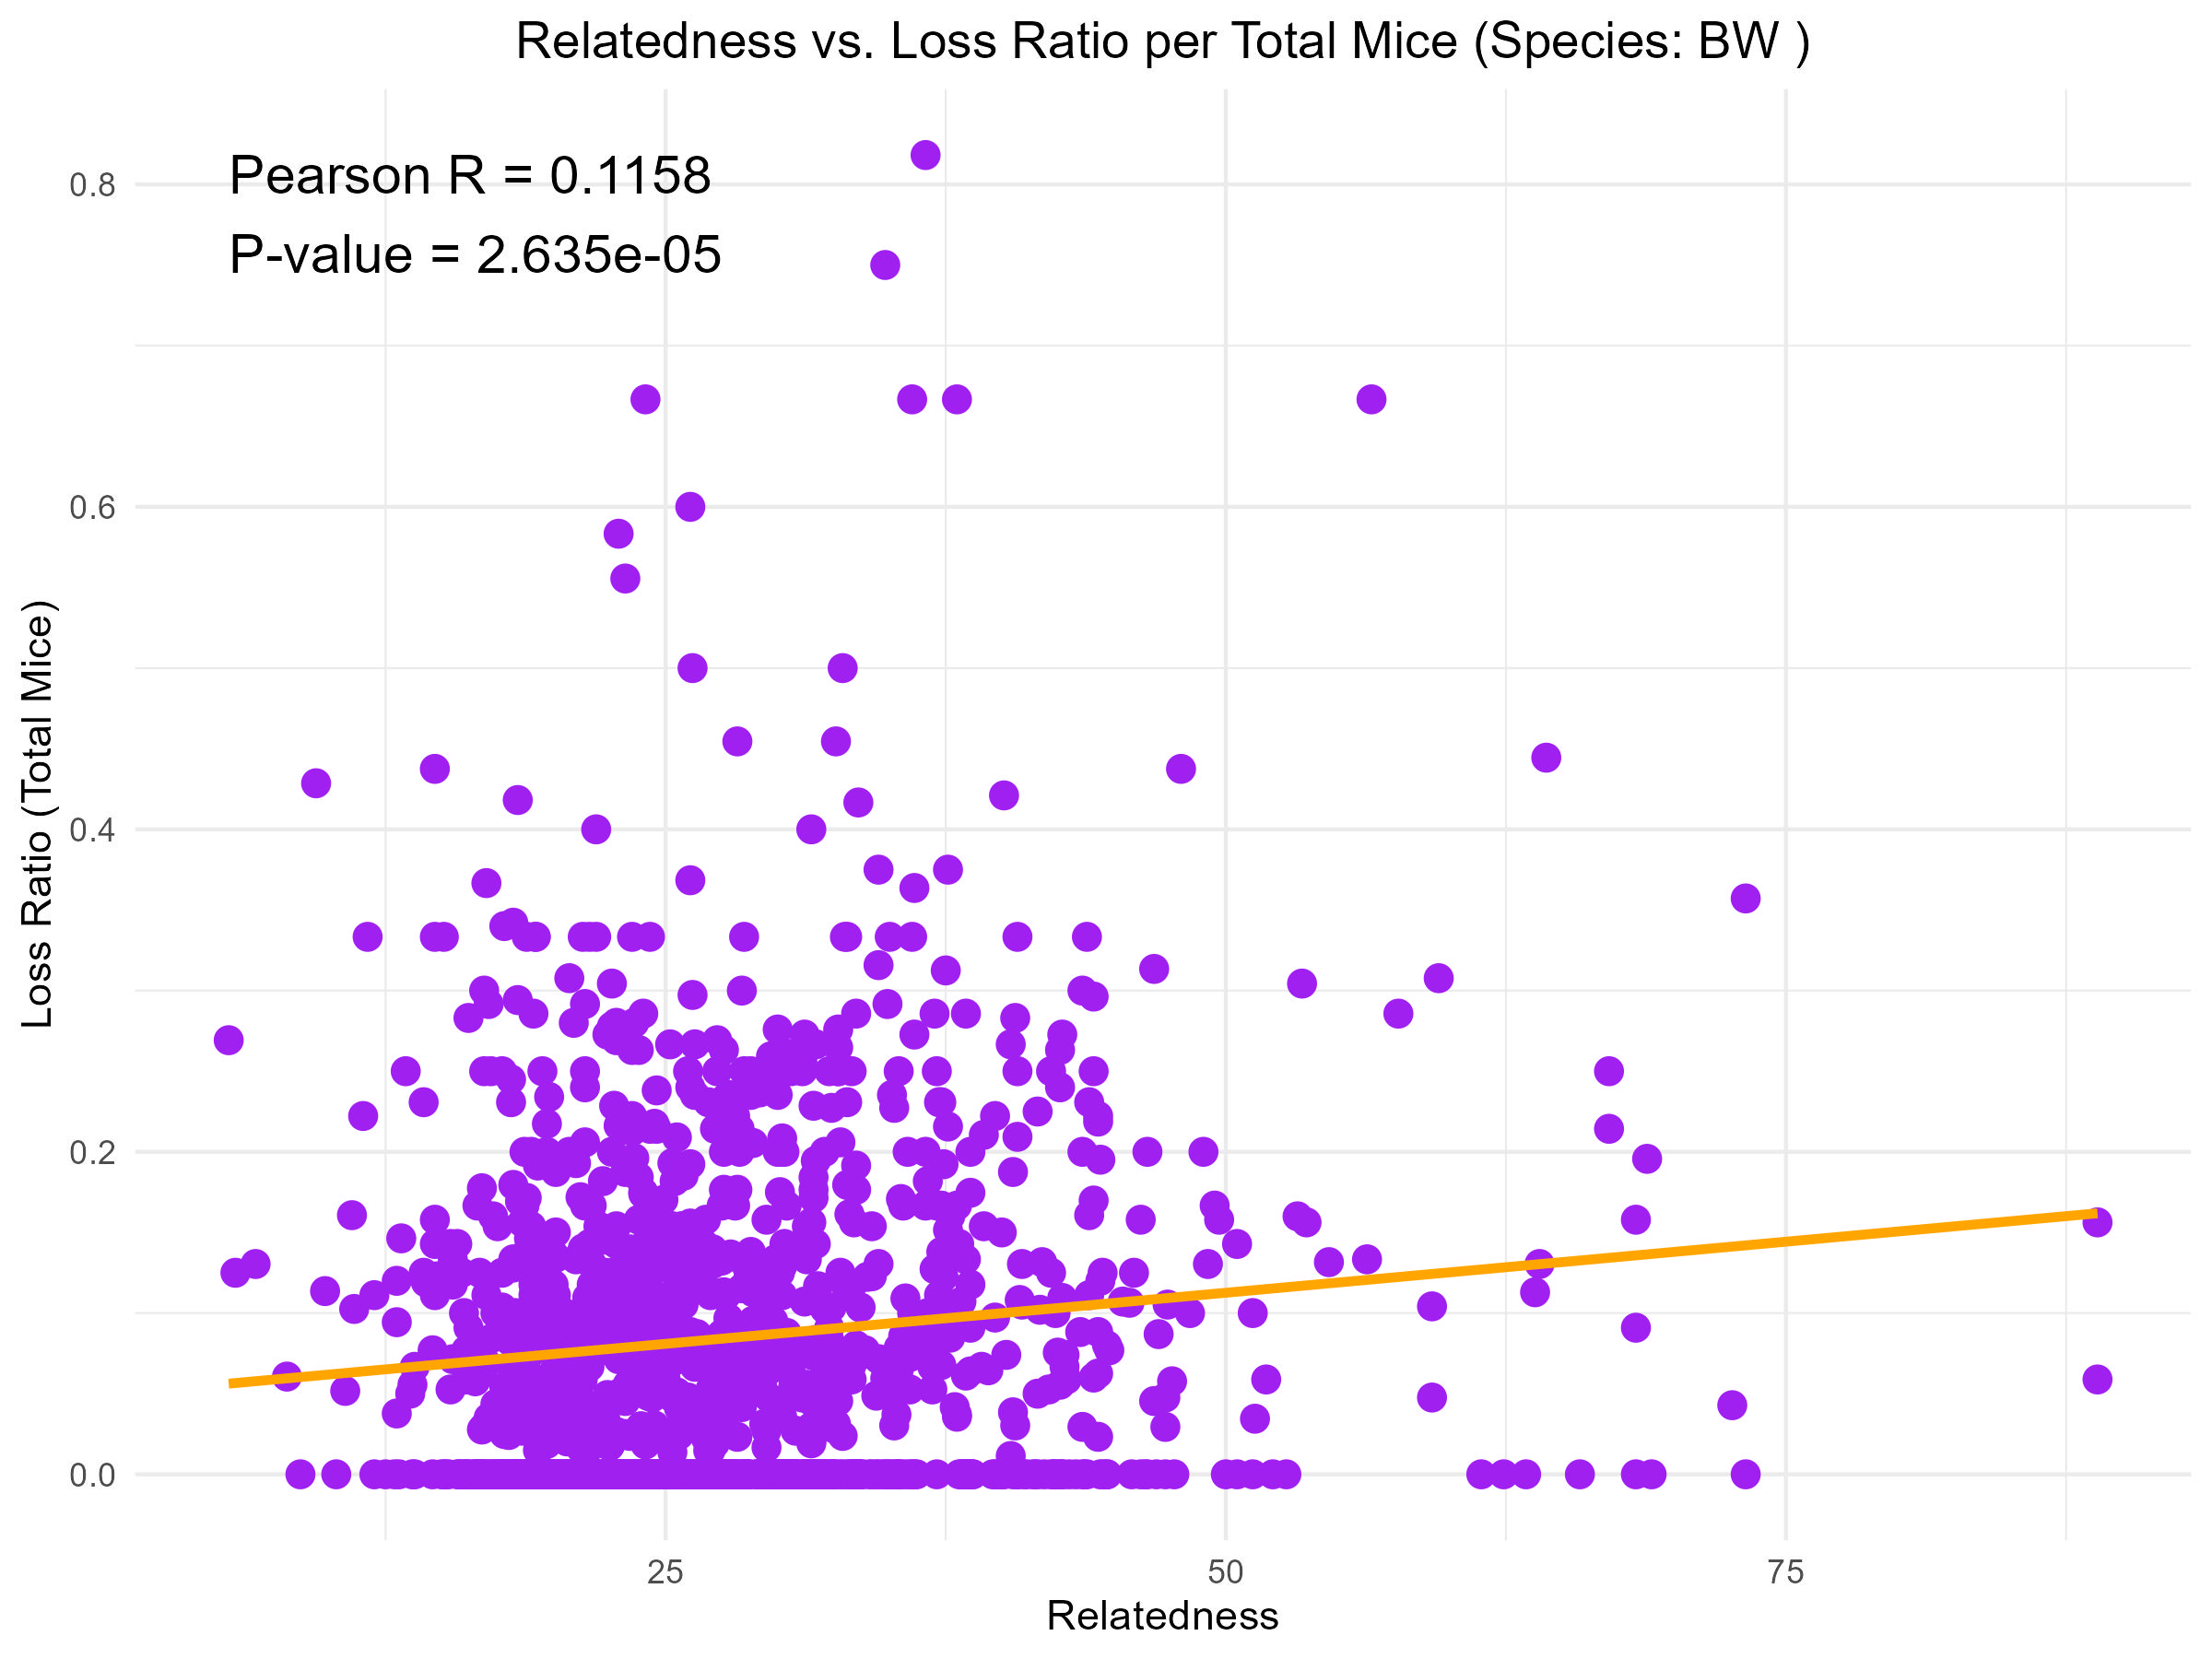 Relatedness vs. Loss Ratio per Total Mice (Species: BW )
Pearson R = 0.1158
P-value = 2.635e-05
Loss Ratio (Total Mice)
0.8
0.6
0.4
0.2
0.0
25
50
75
Relatedness